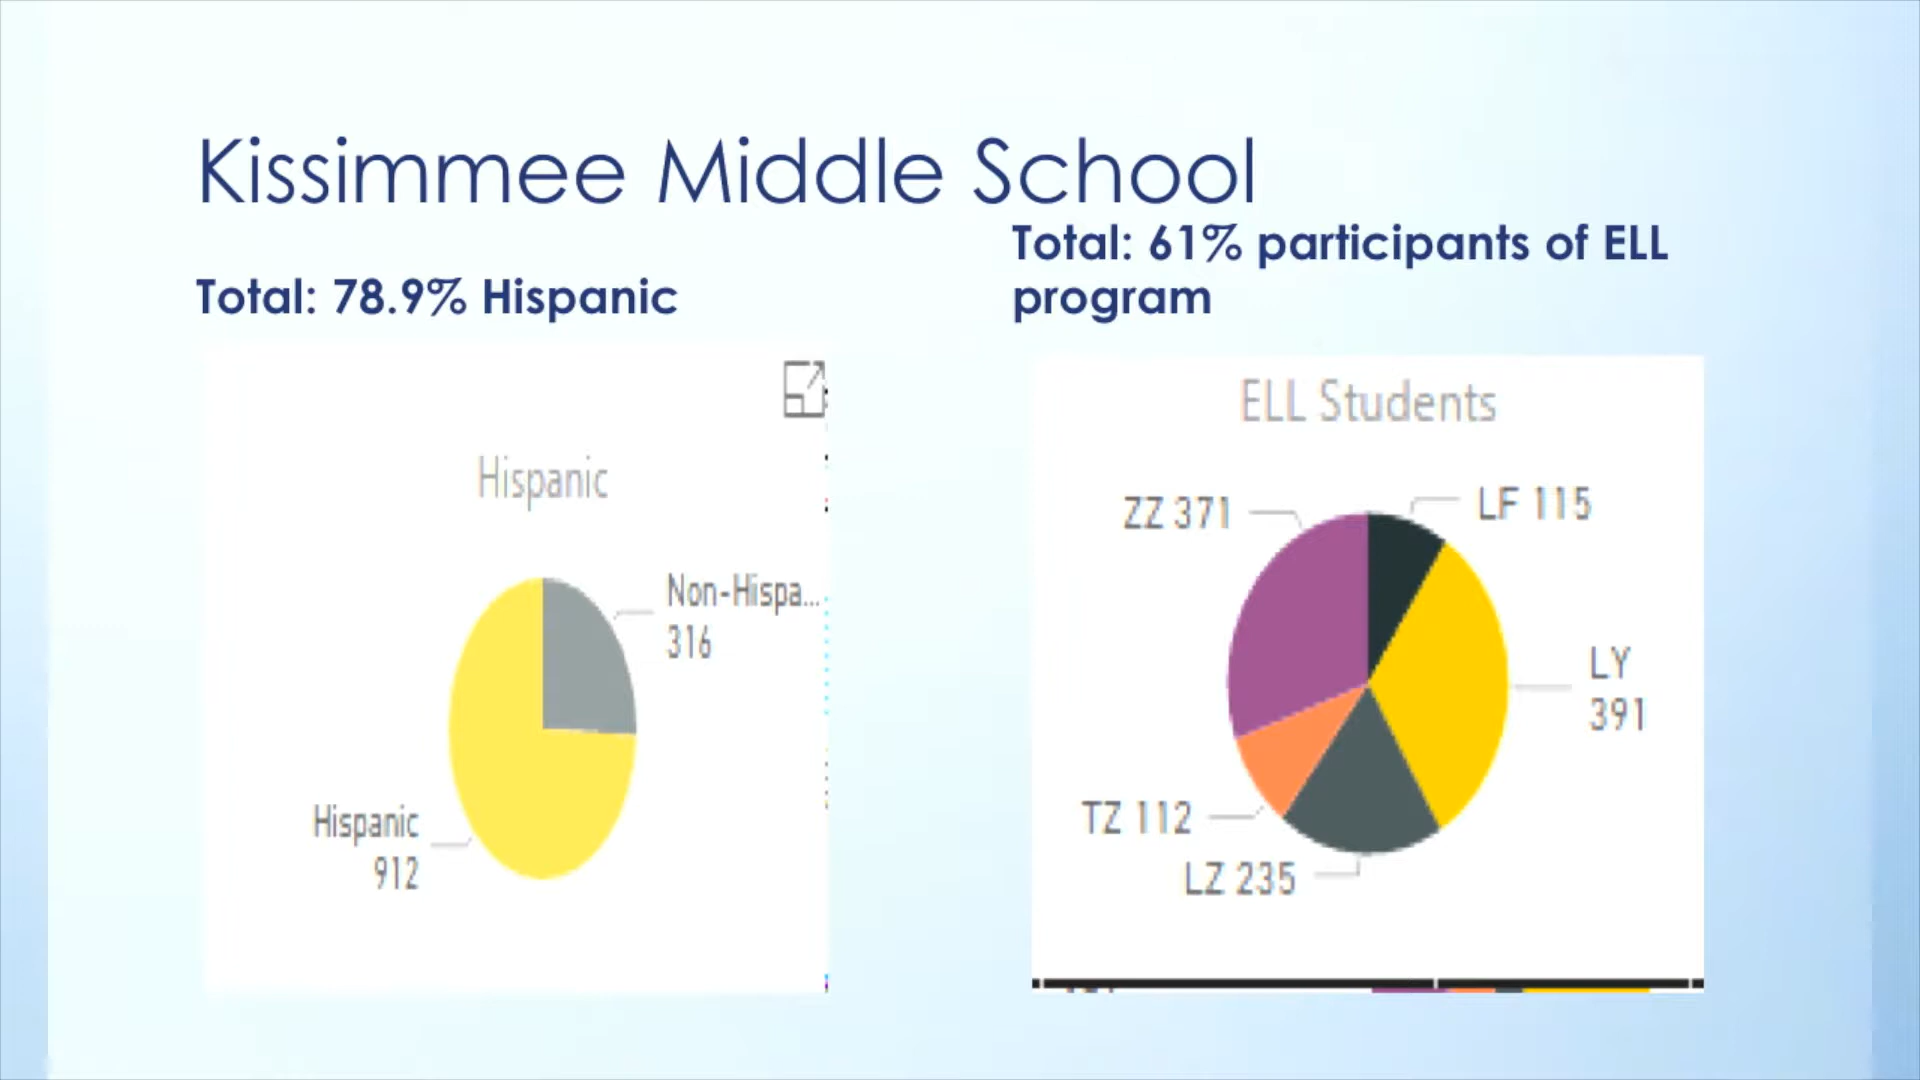 Kissimmee Middle School
Total: 78.9% Hispanic
Total: 61% participants of ELL
program
Hispanic
Non-Hispa...
316
Hispanic
912
ELL Students
ZZ 371
LF 115
LY
391
TZ 112
LZ 235